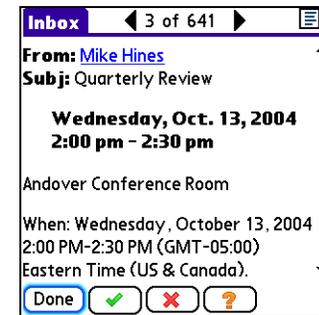 Inbox 3 of 641
From: Mike Hines
Subj: Quarterly Review
Wednesday, Oct. 13, 2004
2:00 pm - 2:30 pm
Andover Conference Room
When: Wednesday, October 13, 2004
2:00 PM-2:30 PM (GMT-05:00)
Eastern Time (US & Canada).
Done ?